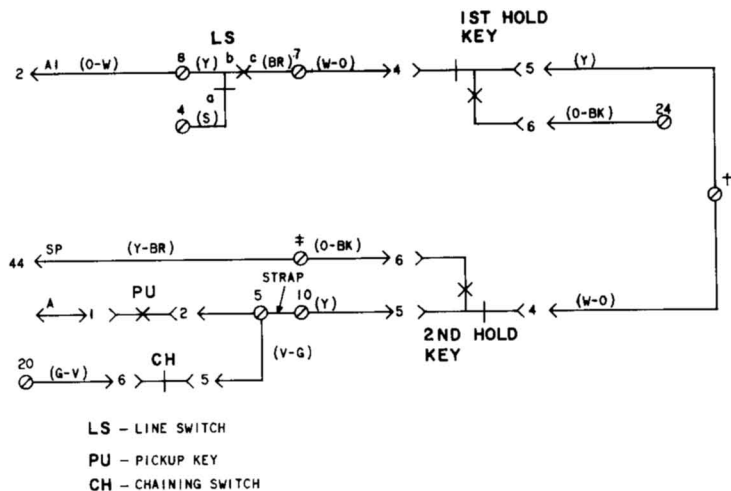 1ST HOLD
KEY
LS
2 A1 (O-W) 8 (Y) b c (BR) 7 (W-O) 4 5 (Y)
a
4
(S)
6 (O-BK) 24
†
44 SP (Y-BR) ‡ (O-BK) 6
STRAP
A 1 PU 2 5 10 (Y) 5 4 (W-O)
2ND HOLD
KEY
(V-G)
20 (G-V) 6 CH 5
LS – LINE SWITCH
PU – PICKUP KEY
CH – CHAINING SWITCH